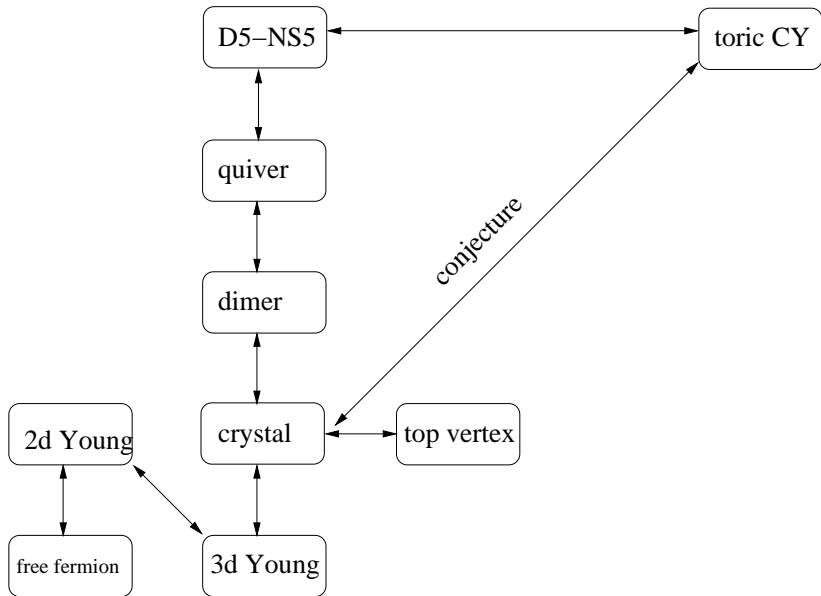 D5−NS5
toric CY
quiver
conjecture
dimer
2d Young
crystal
top vertex
free fermion
3d Young